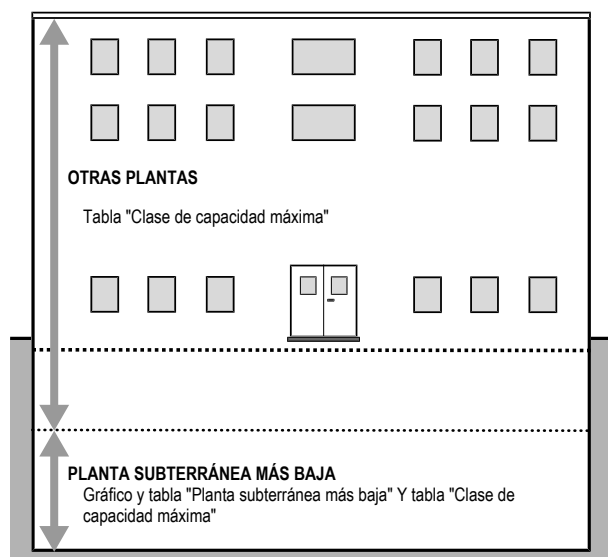 OTRAS PLANTAS
Tabla "Clase de capacidad máxima"
PLANTA SUBTERRÁNEA MÁS BAJA
Gráfico y tabla "Planta subterránea más baja" Y tabla "Clase de
capacidad máxima"